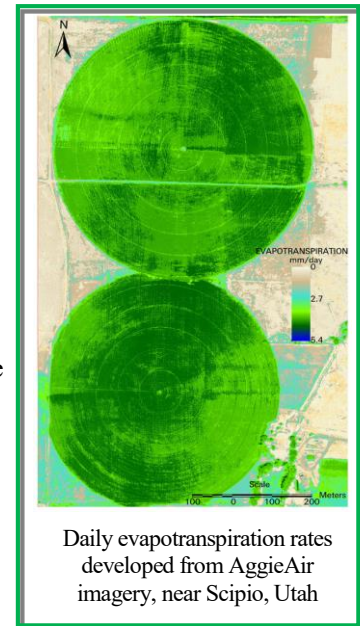 N
EVAPOTRANSPIRATION
mm/day
0
2.7
5.4
e
Scale
100 0 100 200 Meters
Daily evapotranspiration rates
developed from AggieAir
imagery, near Scipio, Utah